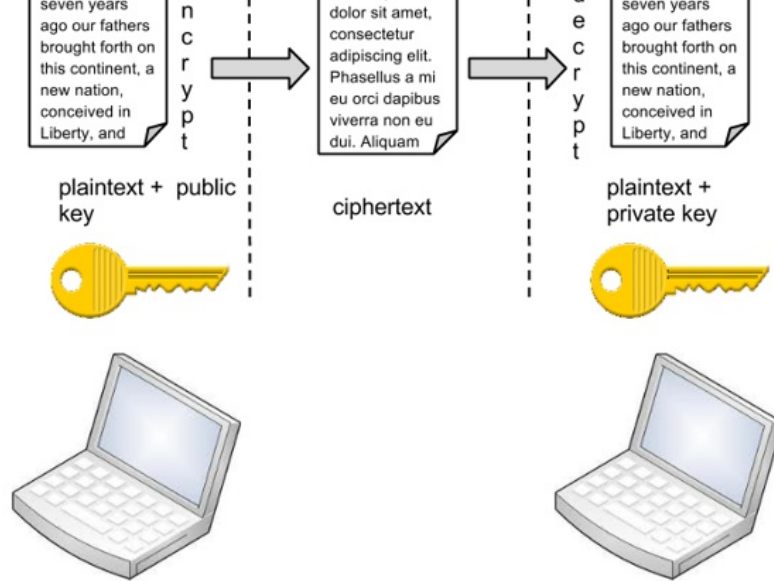 seven years
ago our fathers
brought forth on
this continent, a
new nation,
conceived in
Liberty, and
n
c
r
y
p
t
dolor sit amet,
consectetur
adipiscing elit.
Phasellus a mi
eu orci dapibus
viverra non eu
dui. Aliquam
e
c
r
y
p
t
seven years
ago our fathers
brought forth on
this continent, a
new nation,
conceived in
Liberty, and
plaintext + public
key
ciphertext
plaintext +
private key